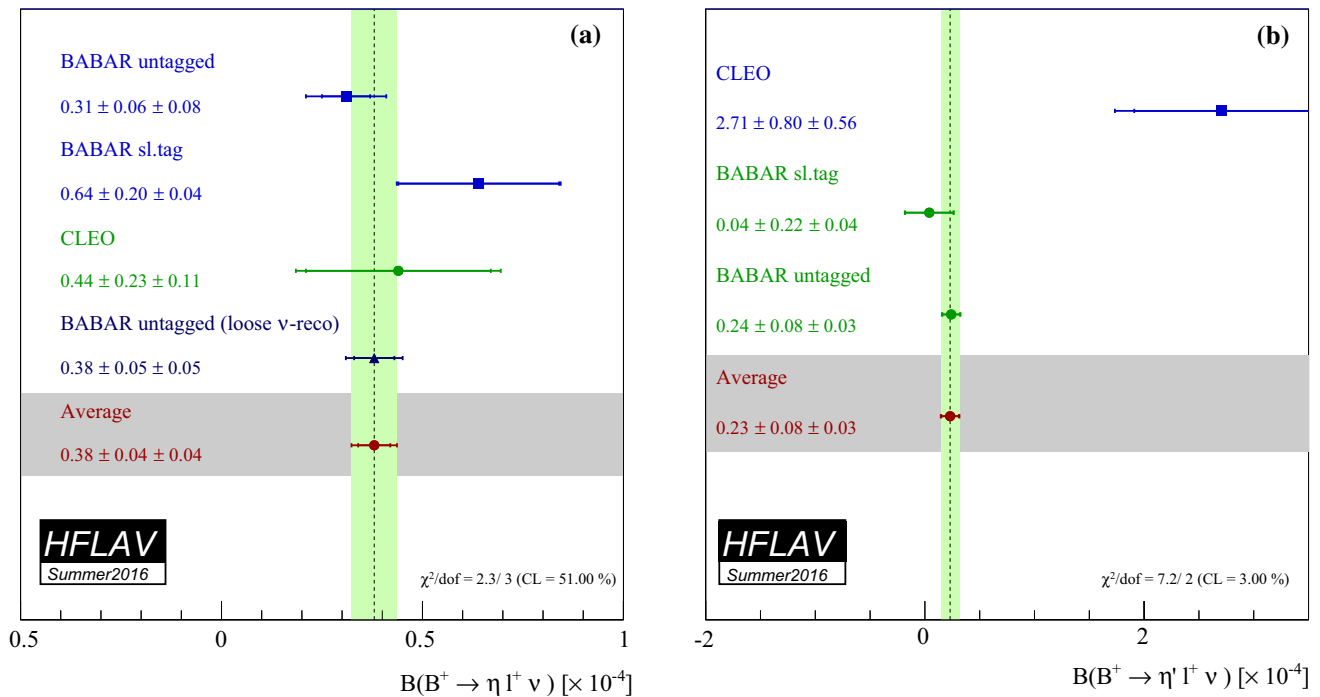 (a)
BABAR untagged
0.31 ± 0.06 ± 0.08
BABAR sl.tag
0.64 ± 0.20 ± 0.04
CLEO
0.44 ± 0.23 ± 0.11
BABAR untagged (loose ν-reco)
0.38 ± 0.05 ± 0.05
Average
0.38 ± 0.04 ± 0.04
HFLAV
Summer2016
χ²/dof = 2.3/ 3 (CL = 51.00 %)
0.5 0 0.5 1
B(B⁺ → η l⁺ ν ) [× 10⁻⁴]
(b)
CLEO
2.71 ± 0.80 ± 0.56
BABAR sl.tag
0.04 ± 0.22 ± 0.04
BABAR untagged
0.24 ± 0.08 ± 0.03
Average
0.23 ± 0.08 ± 0.03
HFLAV
Summer2016
χ²/dof = 7.2/ 2 (CL = 3.00 %)
-2 0 2
B(B⁺ → η' l⁺ ν ) [× 10⁻⁴]